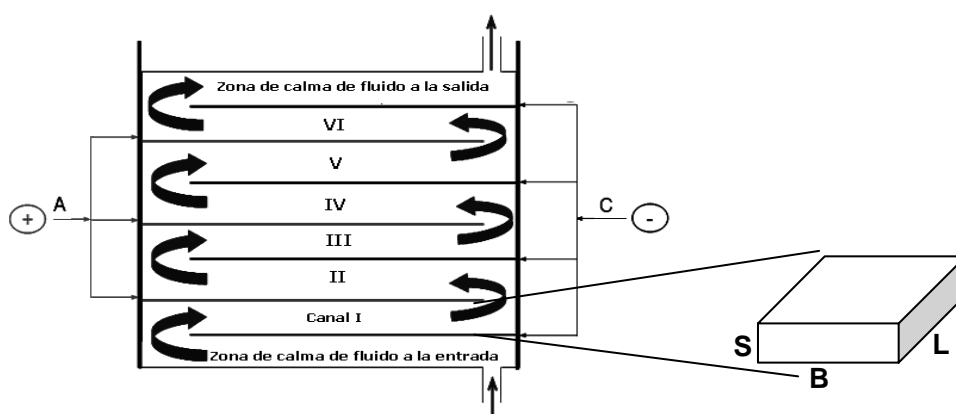 Zona de calma de fluido a la salida
VI
V
+ A
IV
C -
III
II
Canal I
Zona de calma de fluido a la entrada
S
B
L